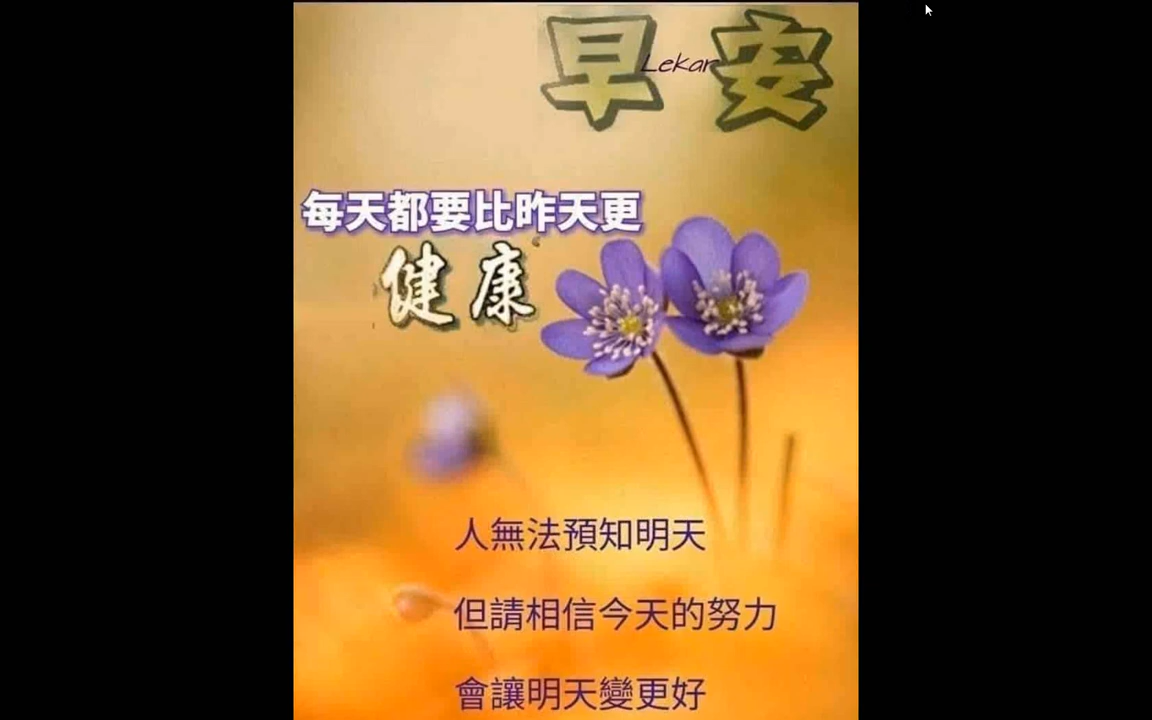 早安
Lekar
每天都要比昨天更
健康
人無法預知明天
但請相信今天的努力
會讓明天變更好